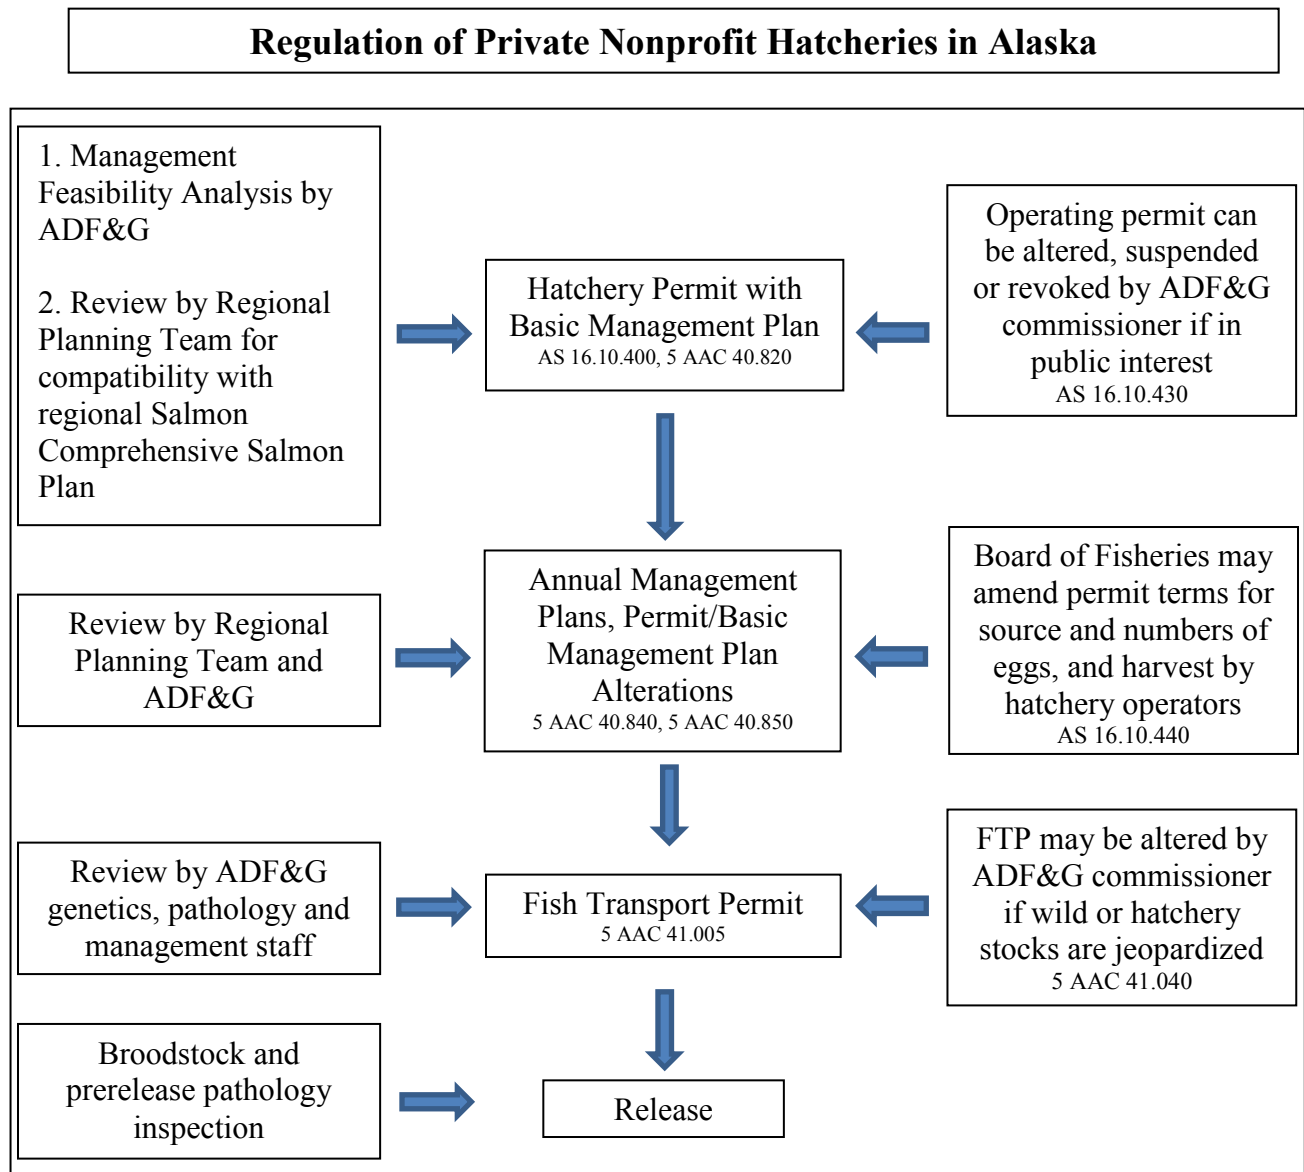 Regulation of Private Nonprofit Hatcheries in Alaska
1. Management
Feasibility Analysis by
ADF&G
2. Review by Regional
Planning Team for
compatibility with
regional Salmon
Comprehensive Salmon
Plan
Hatchery Permit with
Basic Management Plan
AS 16.10.400, 5 AAC 40.820
Operating permit can
be altered, suspended
or revoked by ADF&G
commissioner if in
public interest
AS 16.10.430
Review by Regional
Planning Team and
ADF&G
Annual Management
Plans, Permit/Basic
Management Plan
Alterations
5 AAC 40.840, 5 AAC 40.850
Board of Fisheries may
amend permit terms for
source and numbers of
eggs, and harvest by
hatchery operators
AS 16.10.440
Review by ADF&G
genetics, pathology and
management staff
Fish Transport Permit
5 AAC 41.005
FTP may be altered by
ADF&G commissioner
if wild or hatchery
stocks are jeopardized
5 AAC 41.040
Broodstock and
prerelease pathology
inspection
Release